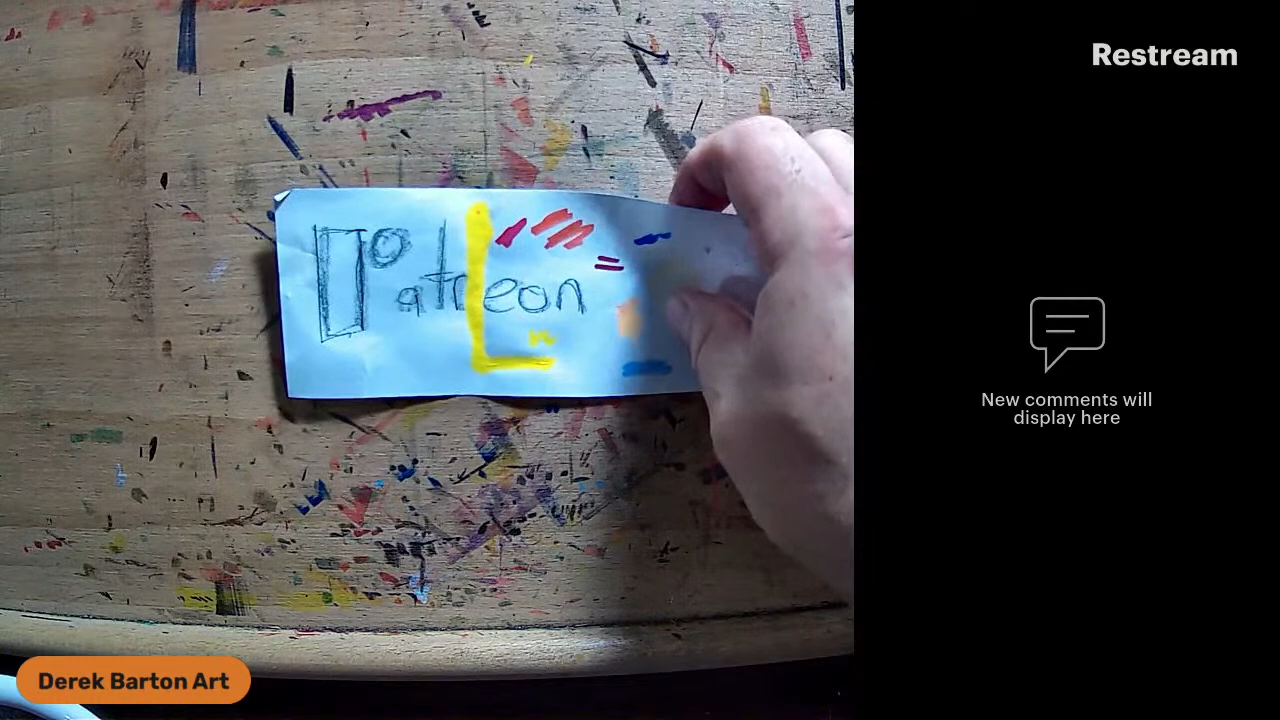 Restream
Patreon
New comments will
display here
Derek Barton Art